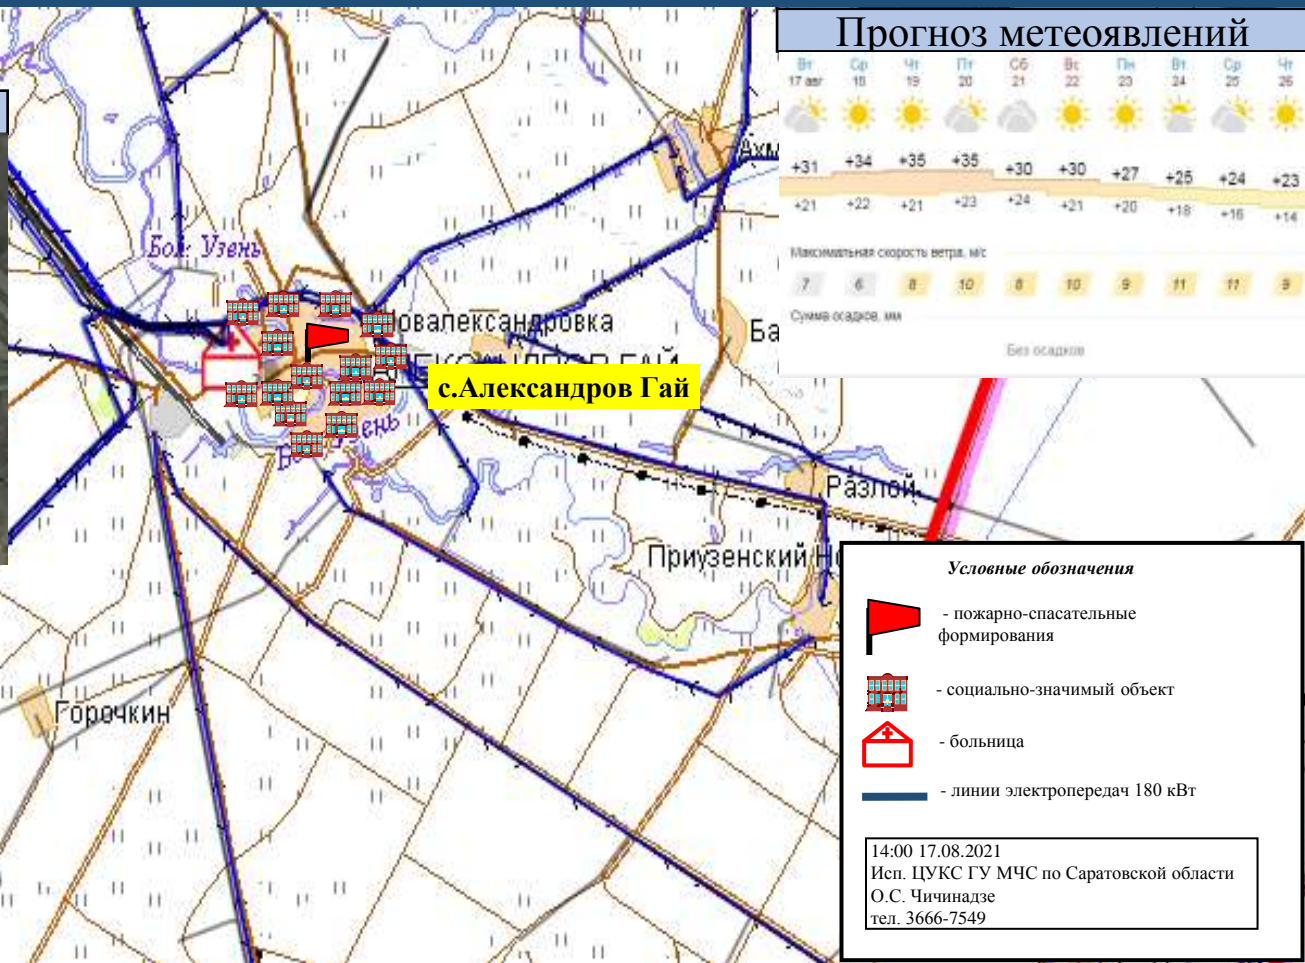 Прогноз метеоявлений
Вт Ср Чт Пт Сб Вс Пн Вт Ср Чт
17 авг 18 19 20 21 22 23 24 25 26
+31 +34 +35 +35 +30 +30 +27 +25 +24 +23
+21 +22 +21 +23 +24 +21 +20 +18 +16 +14
Максимальная скорость ветра, м/с
7 6 8 10 8 10 9 11 11 9
Сумма осадков, мм
Без осадков
Ахм
Бол. Узень
Новалександровка
Ба
с.Александров Гай
Разлой
Приузенский Но
Горочкин
Условные обозначения
- пожарно-спасательные
формирования
- социально-значимый объект
- больница
- линии электропередач 180 кВт
14:00 17.08.2021
Исп. ЦУКС ГУ МЧС по Саратовской области
О.С. Чичинадзе
тел. 3666-7549